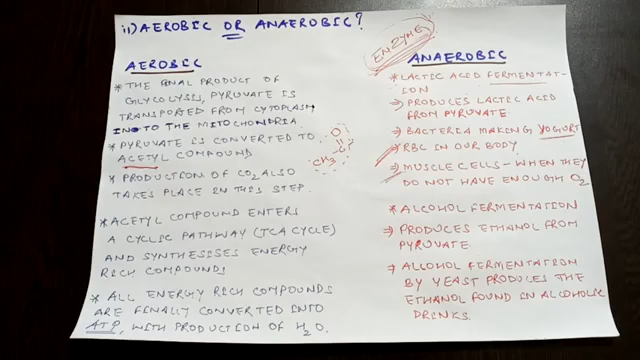 ii) AEROBIC OR ANAEROBIC?
ENZYME
AEROBIC
* THE FINAL PRODUCT OF
GLYCOLYSIS, PYRUVATE IS
TRANSPORTED FROM CYTOPLASM
INTO THE MITOCHONDRIA
* PYRUVATE IS CONVERTED TO
ACETYL COMPOUND
O
CH3 C
* PRODUCTION OF CO2 ALSO
TAKES PLACE IN THIS STEP.
* ACETYL COMPOUND ENTERS
A CYCLIC PATHWAY (TCA CYCLE)
AND SYNTHESISES ENERGY
RICH COMPOUNDS
* ALL ENERGY RICH COMPOUNDS
ARE FINALLY CONVERTED INTO
ATP, WITH PRODUCTION OF H2O.
ANAEROBIC
* LACTIC ACID FERMENTAT-
ION
⇒ PRODUCES LACTIC ACID
FROM PYRUVATE
⇒ BACTERIA MAKING YOGURT
⇒ RBC IN OUR BODY.
⇒ MUSCLE CELLS - WHEN THEY
DO NOT HAVE ENOUGH O2
* ALCOHOL FERMENTATION
⇒ PRODUCES ETHANOL FROM
PYRUVATE
⇒ ALCOHOL FERMENTATION
BY YEAST PRODUCES THE
ETHANOL FOUND IN ALCOHOLIC
DRINKS.